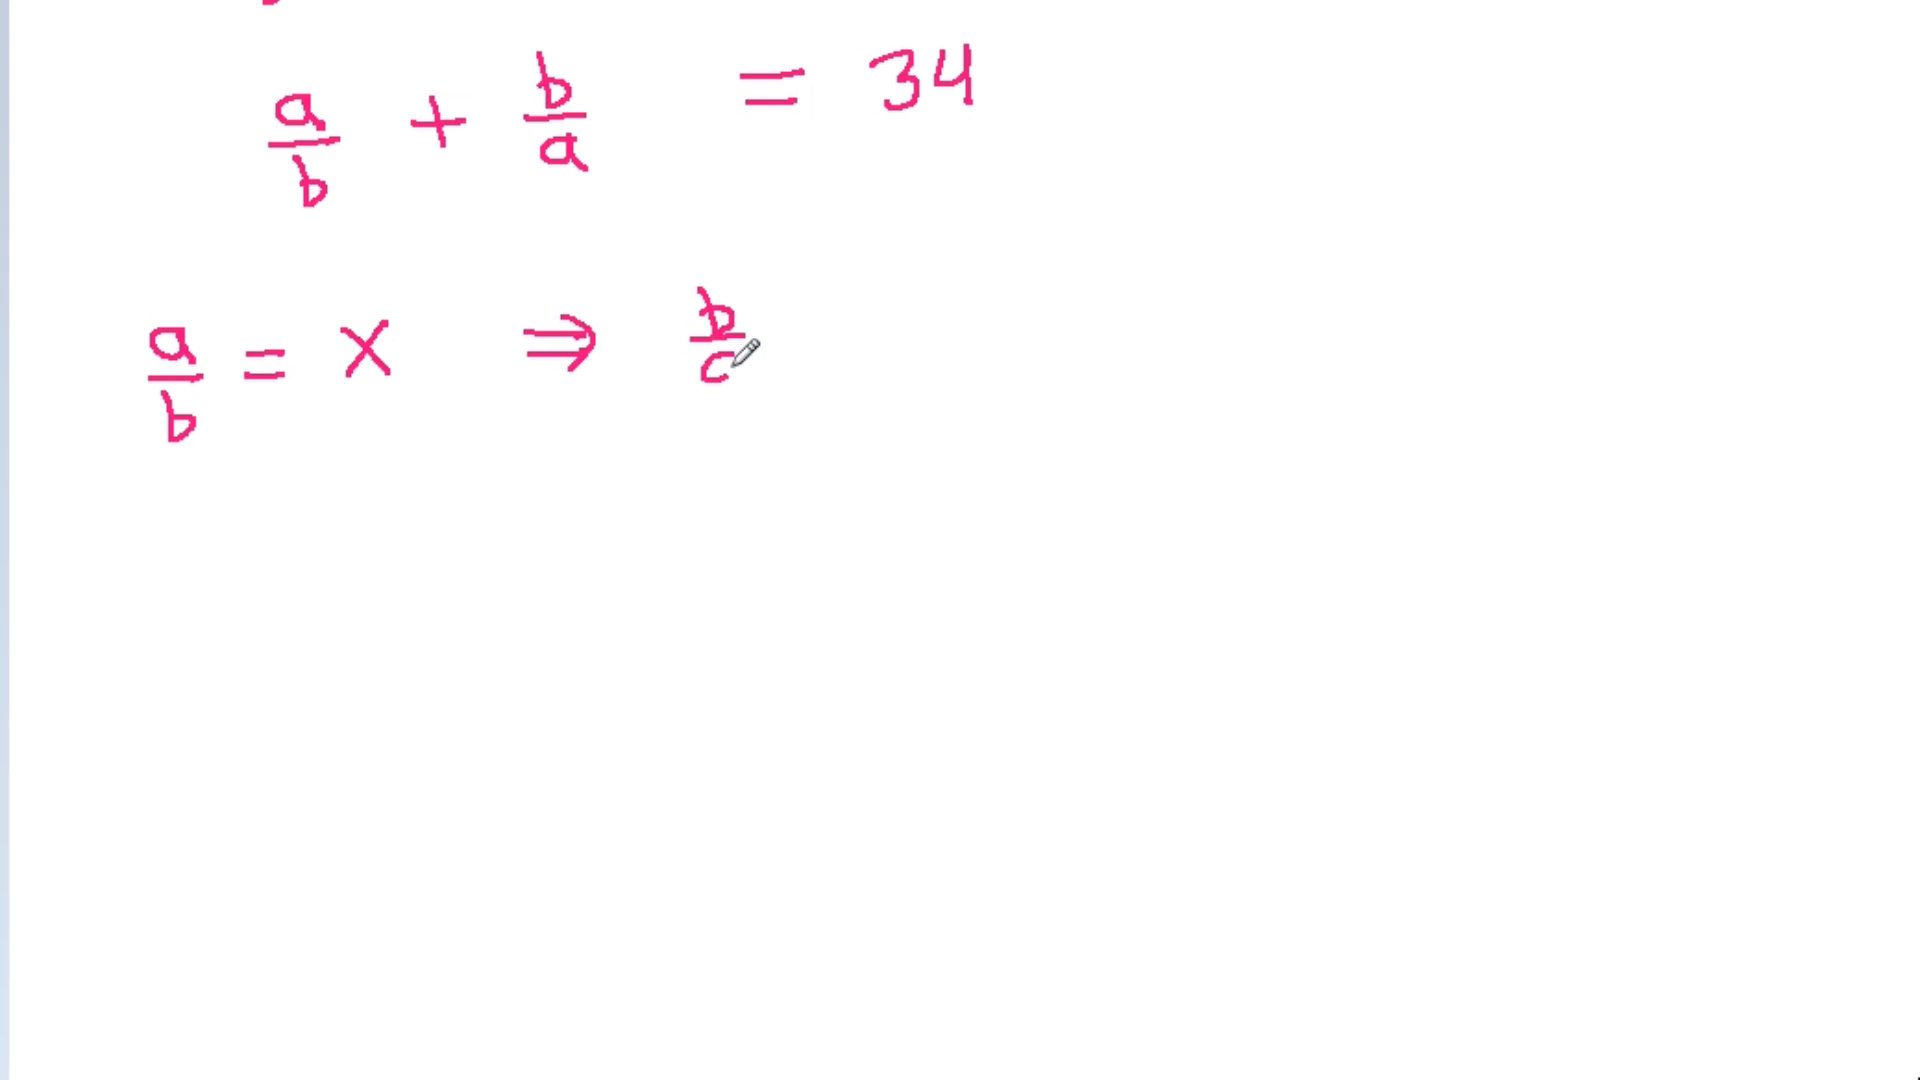 a/b + b/a = 34
a/b = x ⇒ b/